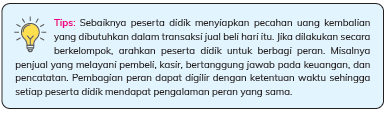 Tips: Sebaiknya peserta didik menyiapkan pecahan uang kembalian
yang dibutuhkan dalam transaksi jual beli hari itu. Jika dilakukan secara
berkelompok, arahkan peserta didik untuk berbagi peran. Misalnya
penjual yang melayani pembeli, kasir, bertanggung jawab pada keuangan, dan
pencatatan. Pembagian peran dapat digilir dengan ketentuan waktu sehingga
setiap peserta didik mendapat pengalaman peran yang sama.